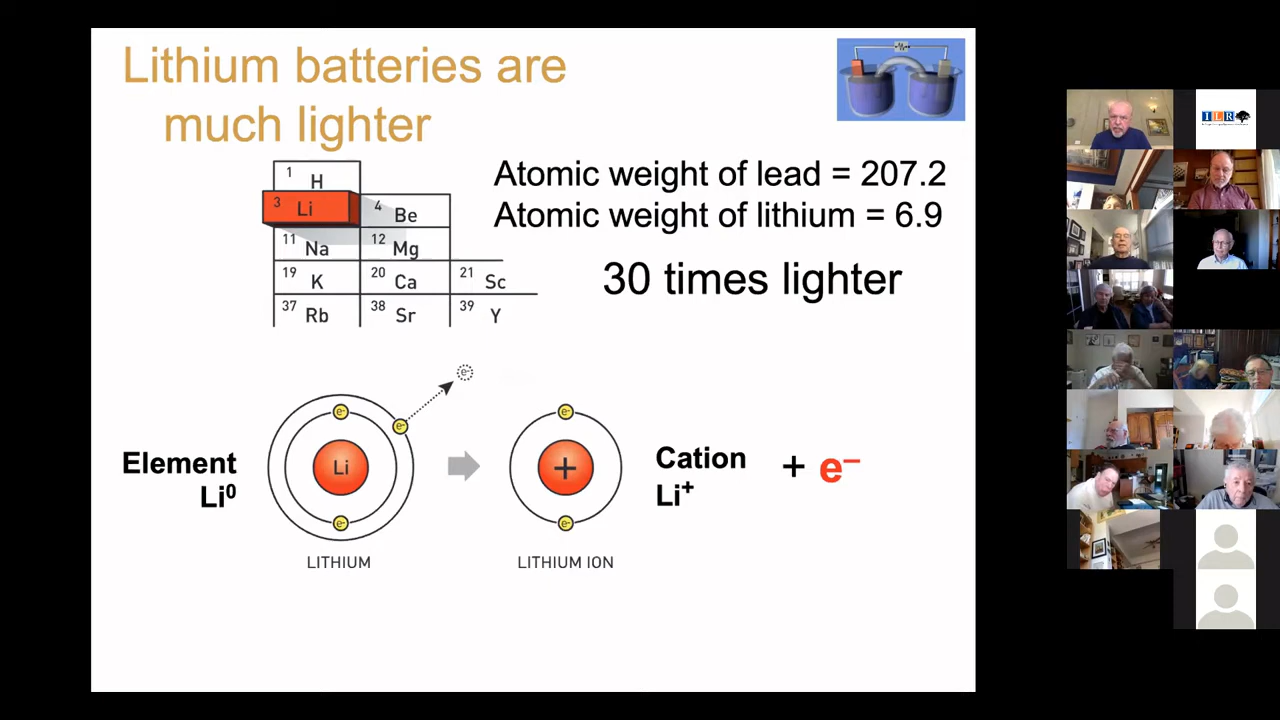 Lithium batteries are
much lighter
Atomic weight of lead = 207.2
Atomic weight of lithium = 6.9
30 times lighter
1 H
3 Li
4 Be
11 Na
12 Mg
19 K
20 Ca
21 Sc
37 Rb
38 Sr
39 Y
e-
e-
e-
Li
e-
Element
Li⁰
LITHIUM
e-
+
e-
Cation
Li⁺
+ e⁻
LITHIUM ION
ILR